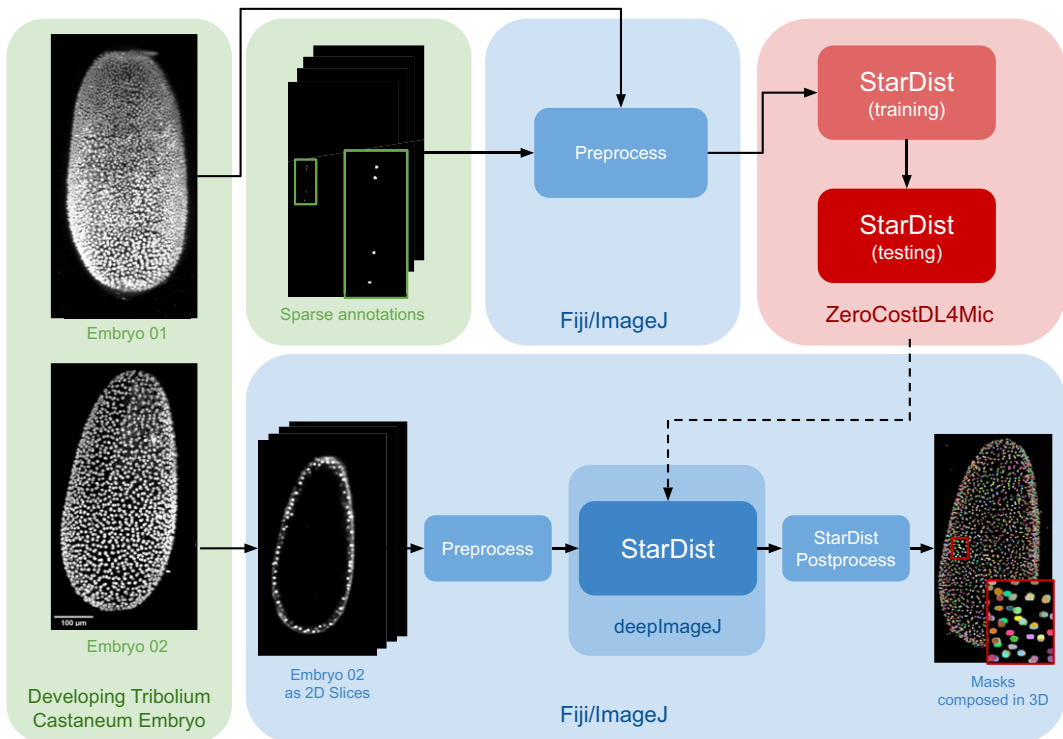 Embryo 01
Sparse annotations
Preprocess
Fiji/ImageJ
StarDist
(training)
StarDist
(testing)
ZeroCostDL4Mic
100 µm
Embryo 02
Developing Tribolium
Castaneum Embryo
Embryo 02
as 2D Slices
Preprocess
StarDist
deepImageJ
StarDist
Postprocess
Masks
composed in 3D
Fiji/ImageJ